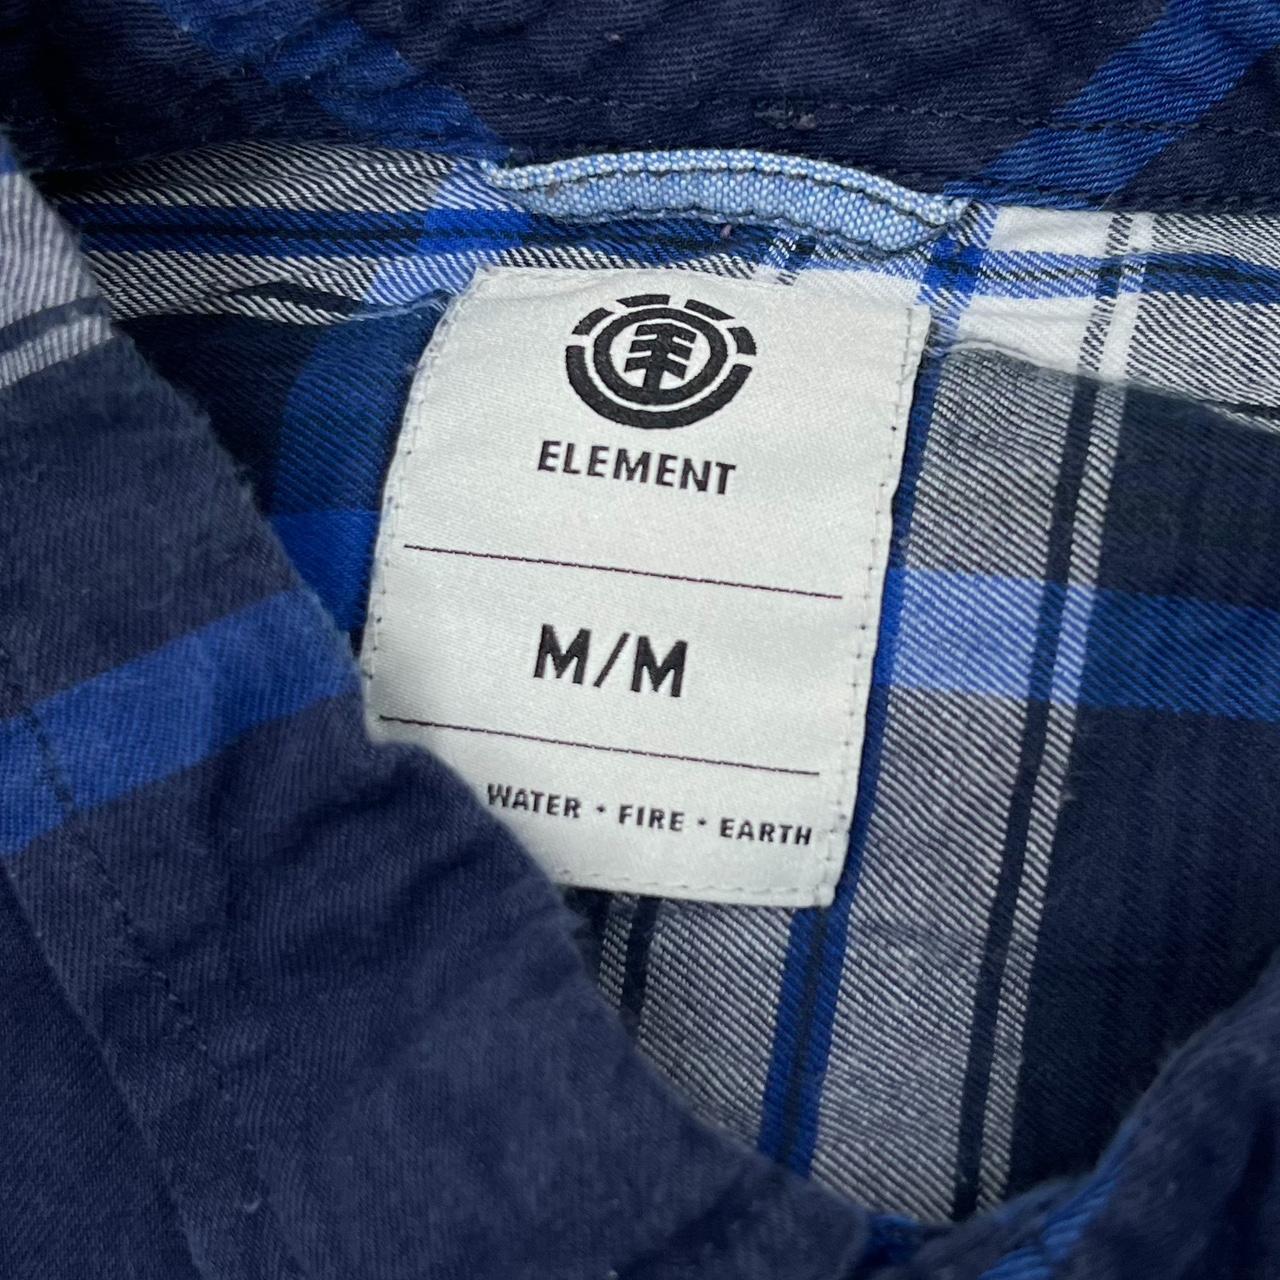 ELEMENT
M/M
WATER • FIRE • EARTH